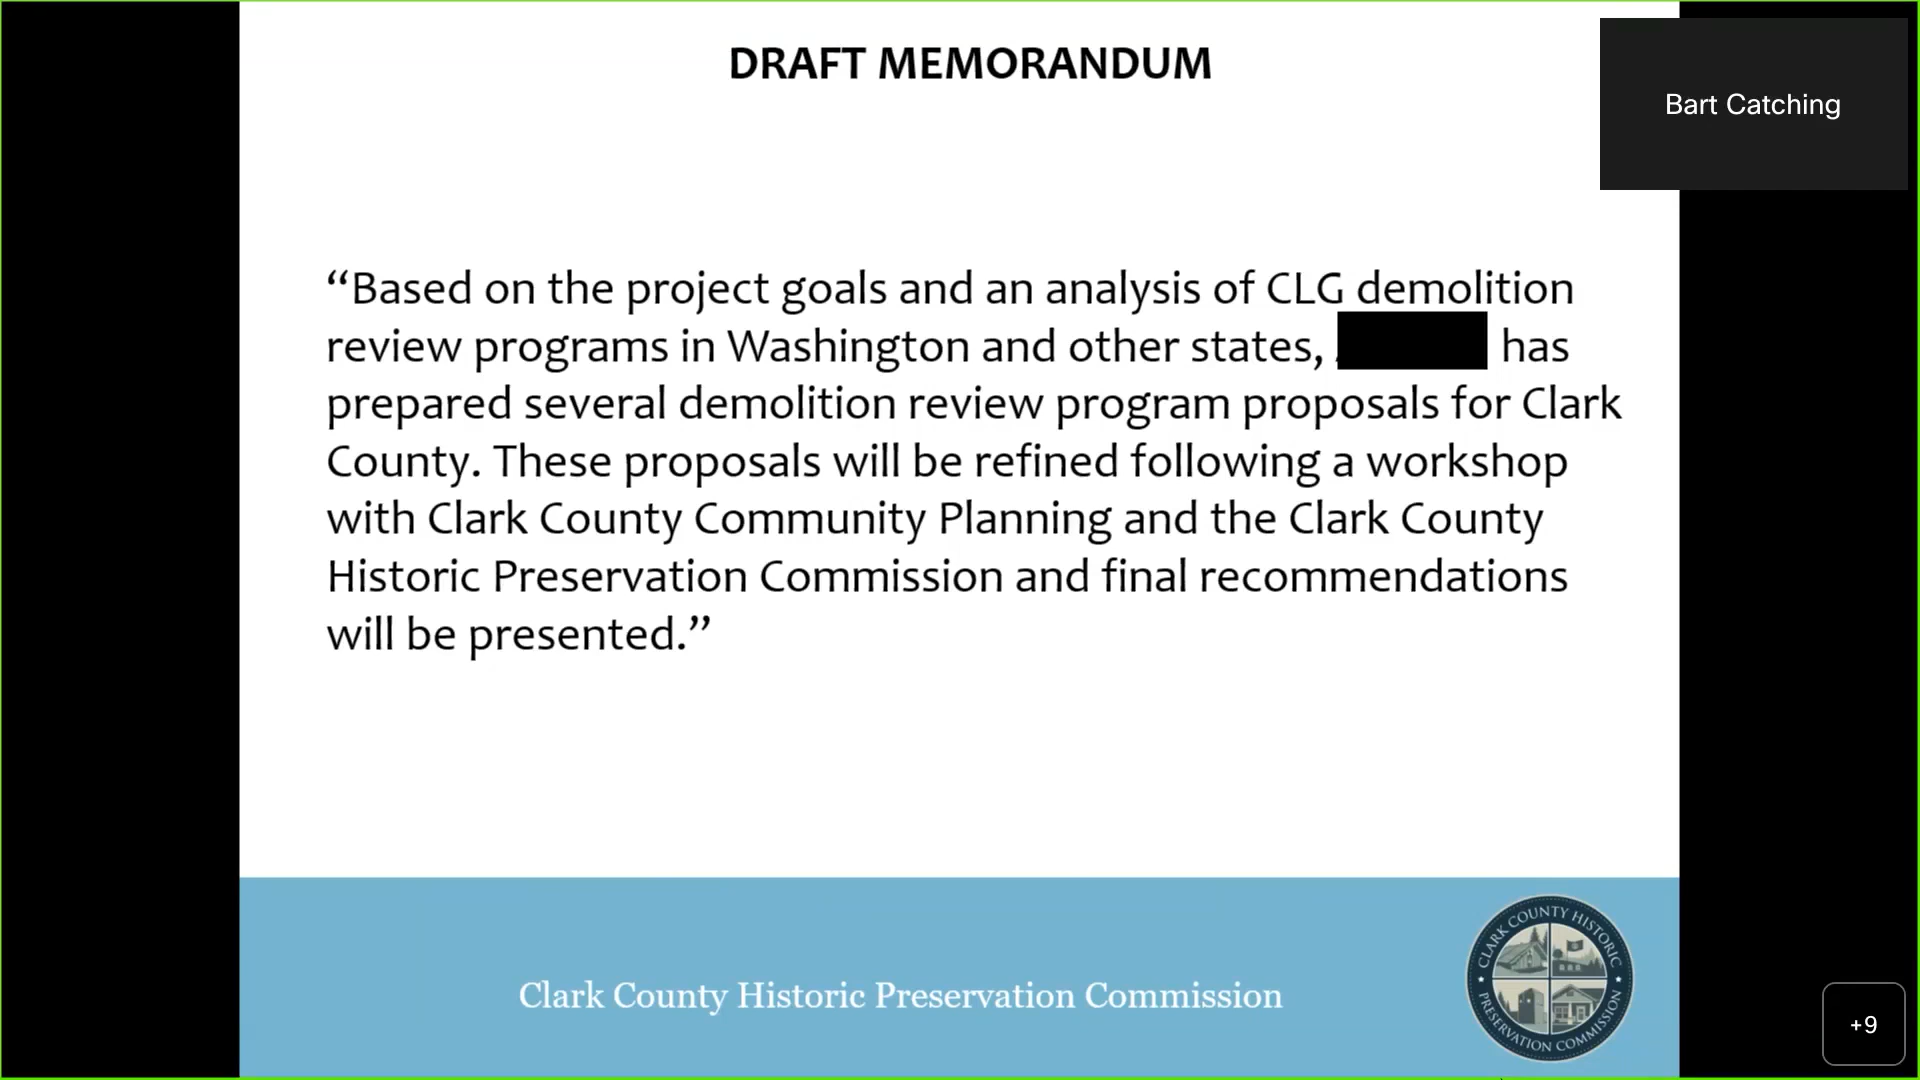 DRAFT MEMORANDUM
Bart Catching
“Based on the project goals and an analysis of CLG demolition
review programs in Washington and other states, has
prepared several demolition review program proposals for Clark
County. These proposals will be refined following a workshop
with Clark County Community Planning and the Clark County
Historic Preservation Commission and final recommendations
will be presented.”
Clark County Historic Preservation Commission
CLARK COUNTY HISTORIC
PRESERVATION COMMISSION
+9